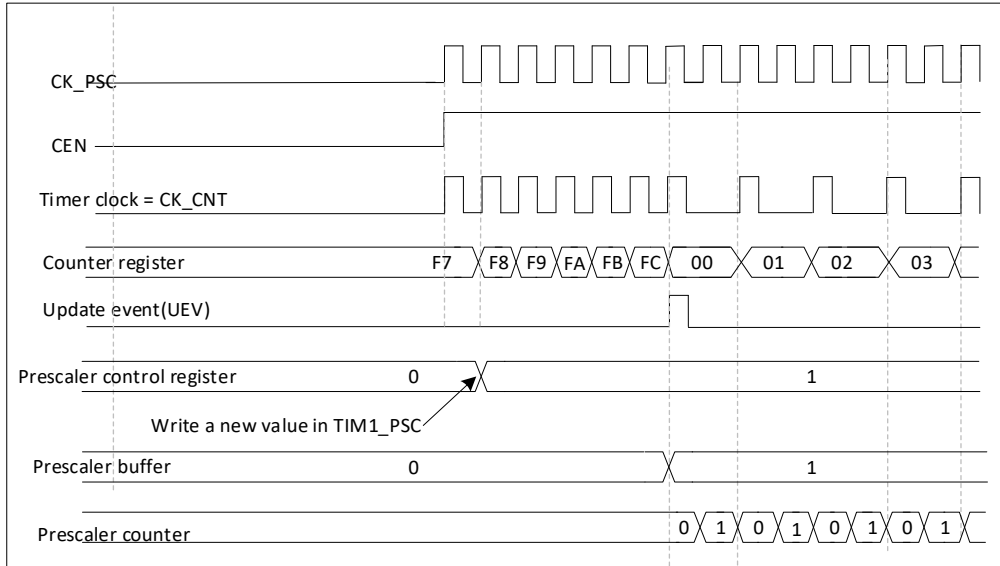 CK_PSC
CEN
Timer clock = CK_CNT
Counter register F7 F8 F9 FA FB FC 00 01 02 03
Update event(UEV)
Prescaler control register 0 1
Write a new value in TIM1_PSC
Prescaler buffer 0 1
Prescaler counter 0 1 0 1 0 1 0 1